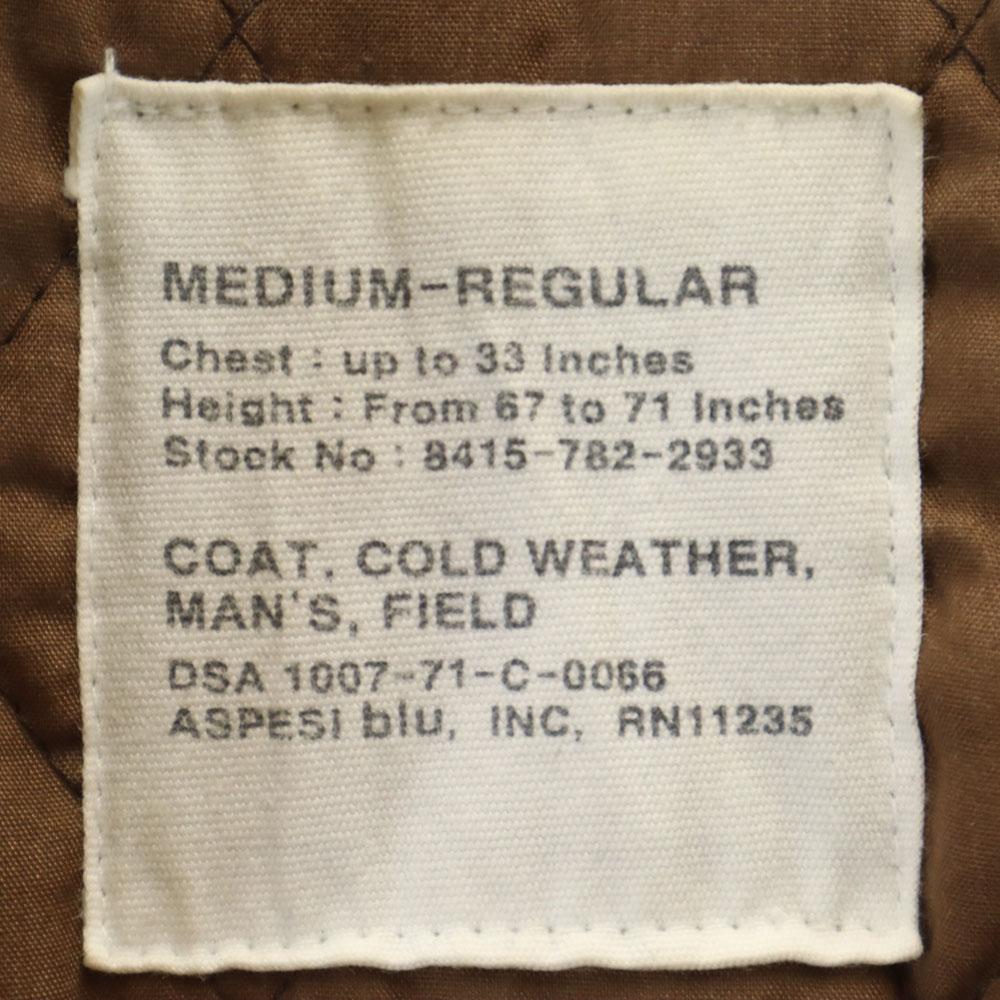 MEDIUM-REGULAR
Chest : up to 33 Inches
Height : From 67 to 71 Inches
Stock No : 8415-782-2933
COAT, COLD WEATHER,
MAN'S, FIELD
DSA 1007-71-C-0066
ASPESI blu, INC, RN11235